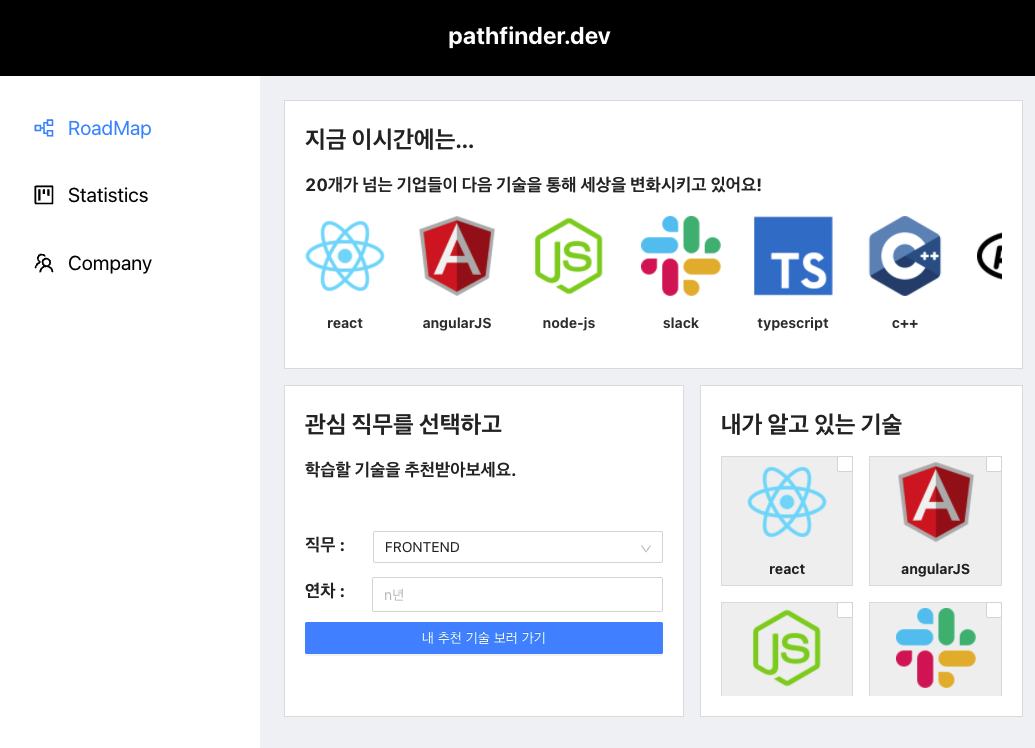 pathfinder.dev
RoadMap
Statistics
Company
지금 이시간에는...
20개가 넘는 기업들이 다음 기술을 통해 세상을 변화시키고 있어요!
JS
TS
C++
react
angularJS
node-js
slack
typescript
c++
관심 직무를 선택하고
학습할 기술을 추천받아보세요.
직무 :
FRONTEND
연차 :
n년
내 추천 기술 보러 가기
내가 알고 있는 기술
A
react
angularJS
JS